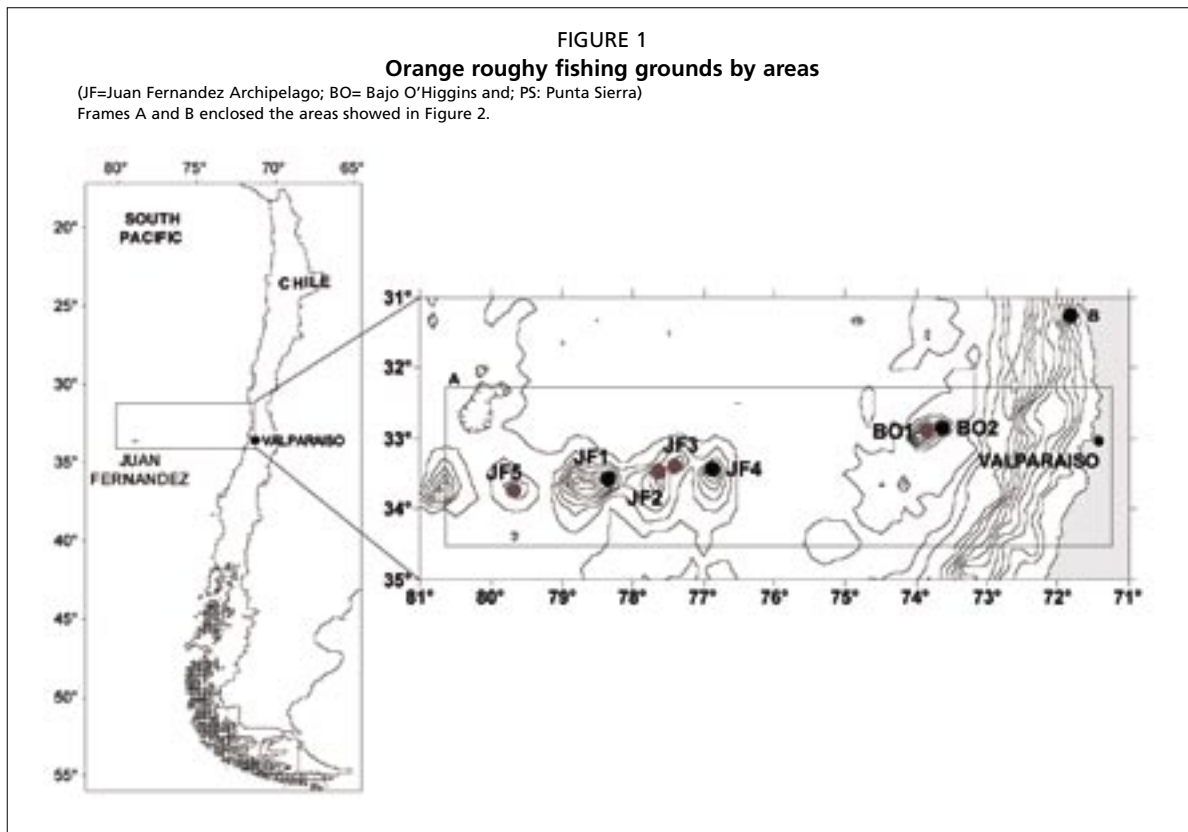 FIGURE 1
Orange roughy fishing grounds by areas
(JF=Juan Fernandez Archipelago; BO= Bajo O'Higgins and; PS: Punta Sierra)
Frames A and B enclosed the areas showed in Figure 2.
80° 75° 70° 65°
SOUTH
PACIFIC
20°
CHILE
25°
30°
VALPARAISO
JUAN
FERNANDEZ
35°
40°
45°
50°
55°
31°
B
32°
A
33°
BO1 BO2
VALPARAISO
JF3
JF1 JF4
JF5
JF2
34°
35°
81° 80° 79° 78° 77° 76° 75° 74° 73° 72° 71°